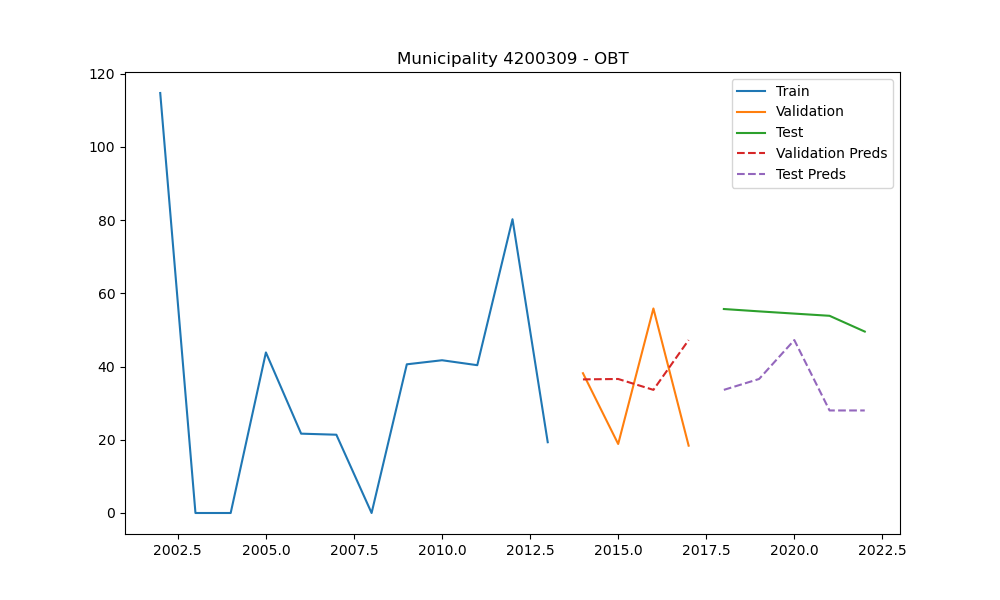 Municipality 4200309 - OBT
120
100
80
60
40
20
0
Train
Validation
Test
Validation Preds
Test Preds
2002.5 2005.0 2007.5 2010.0 2012.5 2015.0 2017.5 2020.0 2022.5